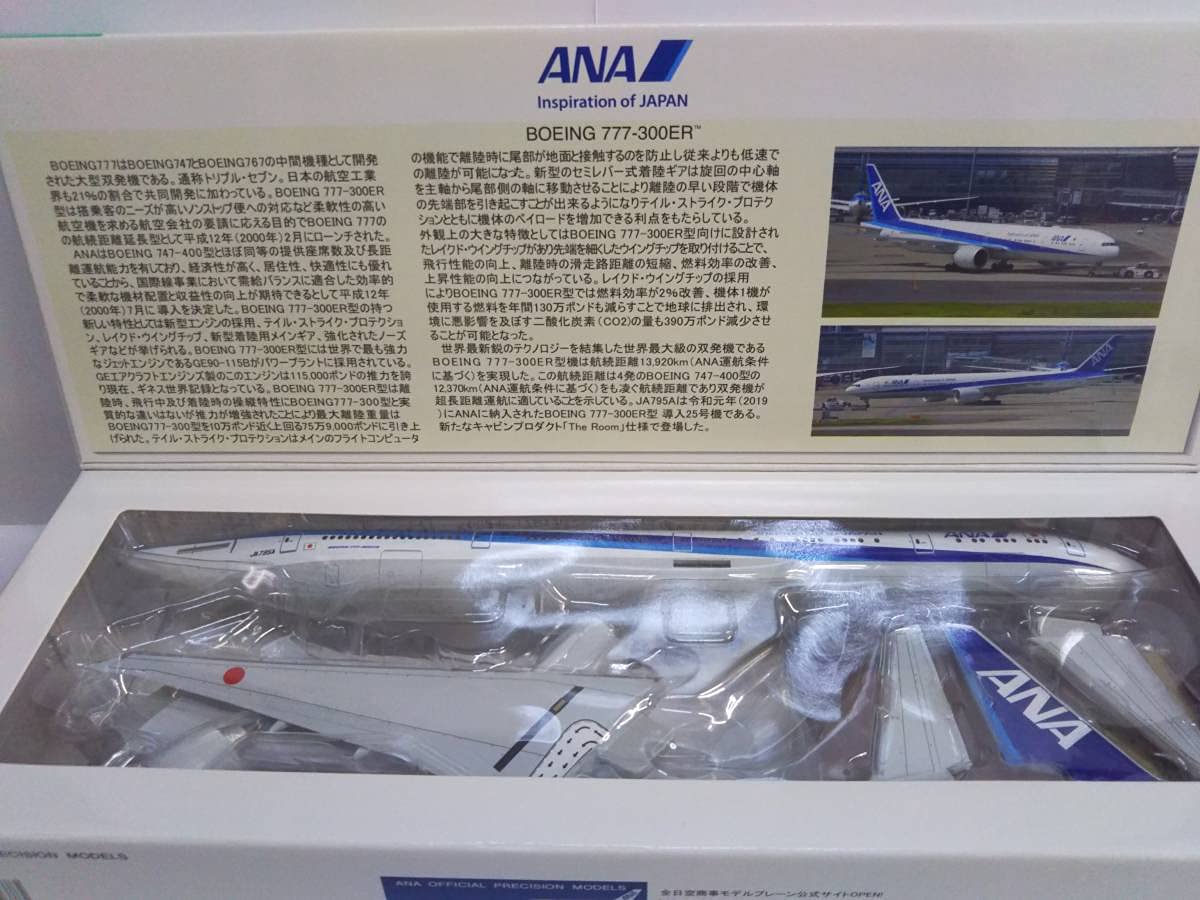 ANA
Inspiration of JAPAN
BOEING 777-300ER™
BOEING777はBOEING747とBOEING767の中間機種として開発
された大型双発機である。通称トリプル・セブン。日本の航空工業
界も21%の割合で共同開発に加わっている。BOEING 777-300ER
型は搭乗客のニーズが高いノンストップ便への対応など柔軟性の高い
航空機を求める航空会社の要請に応える目的でBOEING 777の
の航続距離延長型として平成12年(2000年)2月にローンチされた。
ANAはBOEING 747-400型とほぼ同等の提供座席数及び長距
離運航能力を有しており、経済性が高く、居住性、快適性にも優れ
ていることから、国際線事業において需給バランスに適合した効率的
で柔軟な機材配置と収益性の向上が期待できるとして平成12年
(2000年)7月に導入を決定した。BOEING 777-300ER型の持つ
新しい特性としては新型エンジンの採用、テイル・ストライク・プロテクショ
ン、レイクド・ウイングチップ、新型着陸用メインギア、強化されたノーズ
ギアなどが挙げられる。BOEING 777-300ER型には世界で最も強力
なジェットエンジンであるGE90-115Bがパワープラントに採用されている。
GEエアクラフトエンジンズ製のこのエンジンは115,000ポンドの推力を誇
り現在、ギネス世界記録となっている。BOEING 777-300ER型は離
陸時、飛行中及び着陸時の操縦特性にBOEING777-300型と実
質的な違いはないが推力が増強されたことにより最大離陸重量は
BOEING777-300型を10万ポンド近く上回る75万9,000ポンドに引き上
げられた。テイル・ストライク・プロテクションはメインのフライトコンピュータ
の機能で離陸時に尾部が地面と接触するのを防止し従来よりも低速で
の離陸が可能になった。新型のセミレバー式着陸ギアは旋回の中心軸
を主軸から尾部側の軸に移動させることにより離陸の早い段階で機体
の先端部を引き起こすことが出来るようになりテイル・ストライク・プロテク
ションとともに機体のペイロードを増加できる利点をもたらしている。
外観上の大きな特徴としてはBOEING 777-300ER型向けに設計され
たレイクド・ウイングチップがあり先端を細くしたウイングチップを取り付けることで、
飛行性能の向上、離陸時の滑走路距離の短縮、燃料効率の改善、
上昇性能の向上につながっている。レイクド・ウイングチップの採用
によりBOEING 777-300ER型では燃料効率が2%改善、機体1機が
使用する燃料を年間130万ポンドも減らすことで地球に排出され、環
境に悪影響を及ぼす二酸化炭素(CO2)の量も390万ポンド減少させ
ることが可能となった。
世界最新鋭のテクノロジーを結集した世界最大級の双発機である
BOEING 777-300ER型機は航続距離13,920km(ANA運航条件
に基づく)を実現した。この航続距離は4発のBOEING 747-400型の
12,370km(ANA運航条件に基づく)をも凌ぐ航続距離であり双発機が
超長距離運航に適していることを示している。JA795Aは令和元年(2019
)にANAに納入されたBOEING 777-300ER型 導入25号機である。
新たなキャビンプロダクト「The Room」仕様で登場した。
ANA
ANA
ANA
JA795A
ANA
ANA
ECISION MODELS
ANA OFFICIAL PRECISION MODELS
全日空商事モデルプレーン公式サイトOPEN!